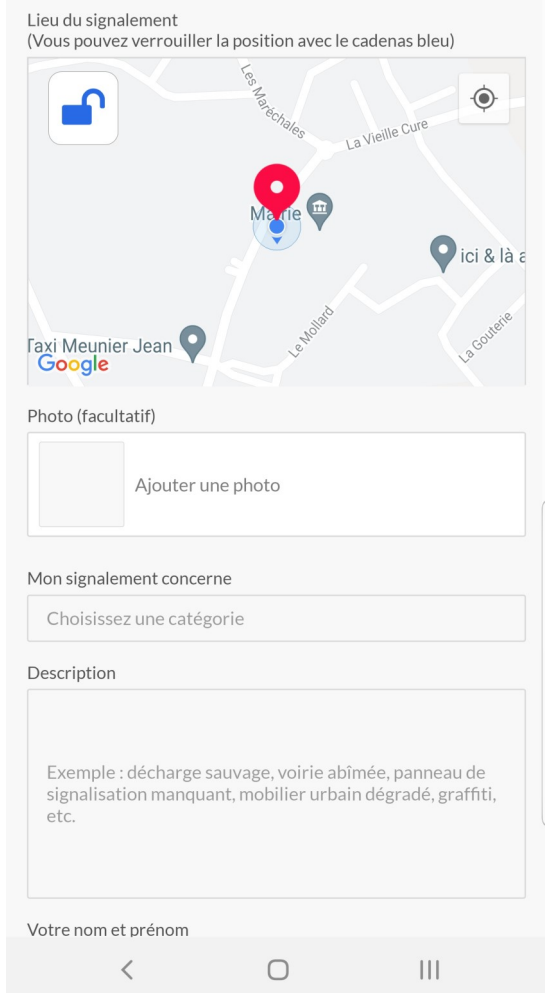 Lieu du signalement
(Vous pouvez verrouiller la position avec le cadenas bleu)
Les Maréchales
La Vieille Cure
Mairie
ici & là a
Le Mollard
La Gouterie
Taxi Meunier Jean
Google
Photo (facultatif)
Ajouter une photo
Mon signalement concerne
Choisissez une catégorie
Description
Exemple : décharge sauvage, voirie abîmée, panneau de
signalisation manquant, mobilier urbain dégradé, graffiti,
etc.
Votre nom et prénom